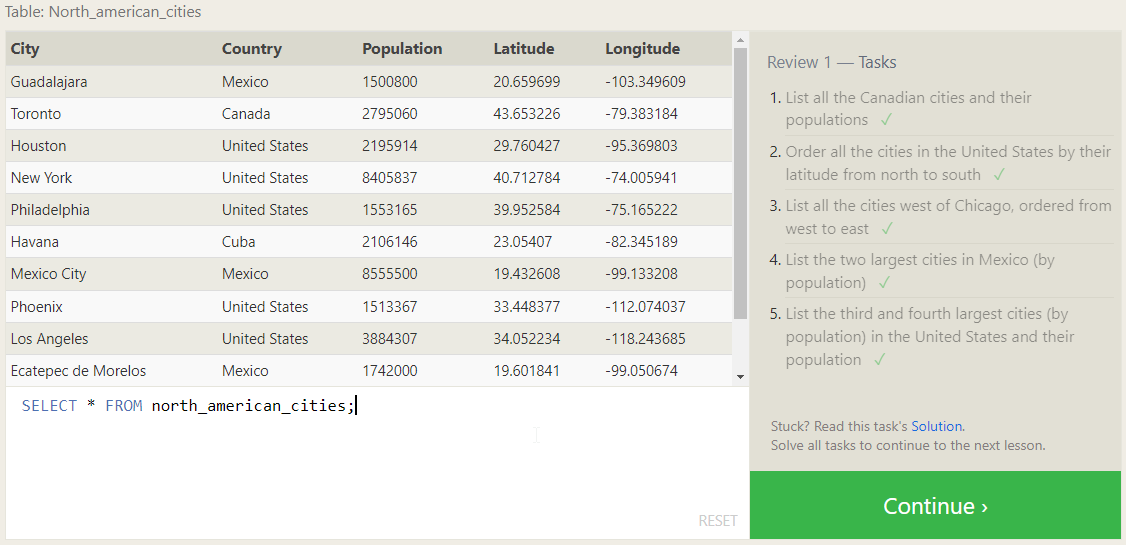 Table: North_american_cities
City Country Population Latitude Longitude
Guadalajara Mexico 1500800 20.659699 -103.349609
Toronto Canada 2795060 43.653226 -79.383184
Houston United States 2195914 29.760427 -95.369803
New York United States 8405837 40.712784 -74.005941
Philadelphia United States 1553165 39.952584 -75.165222
Havana Cuba 2106146 23.05407 -82.345189
Mexico City Mexico 8555500 19.432608 -99.133208
Phoenix United States 1513367 33.448377 -112.074037
Los Angeles United States 3884307 34.052234 -118.243685
Ecatepec de Morelos Mexico 1742000 19.601841 -99.050674
SELECT * FROM north_american_cities;
RESET
Review 1 — Tasks
1. List all the Canadian cities and their
populations ✓
2. Order all the cities in the United States by their
latitude from north to south ✓
3. List all the cities west of Chicago, ordered from
west to east ✓
4. List the two largest cities in Mexico (by
population) ✓
5. List the third and fourth largest cities (by
population) in the United States and their
population ✓
Stuck? Read this task's Solution.
Solve all tasks to continue to the next lesson.
Continue ›